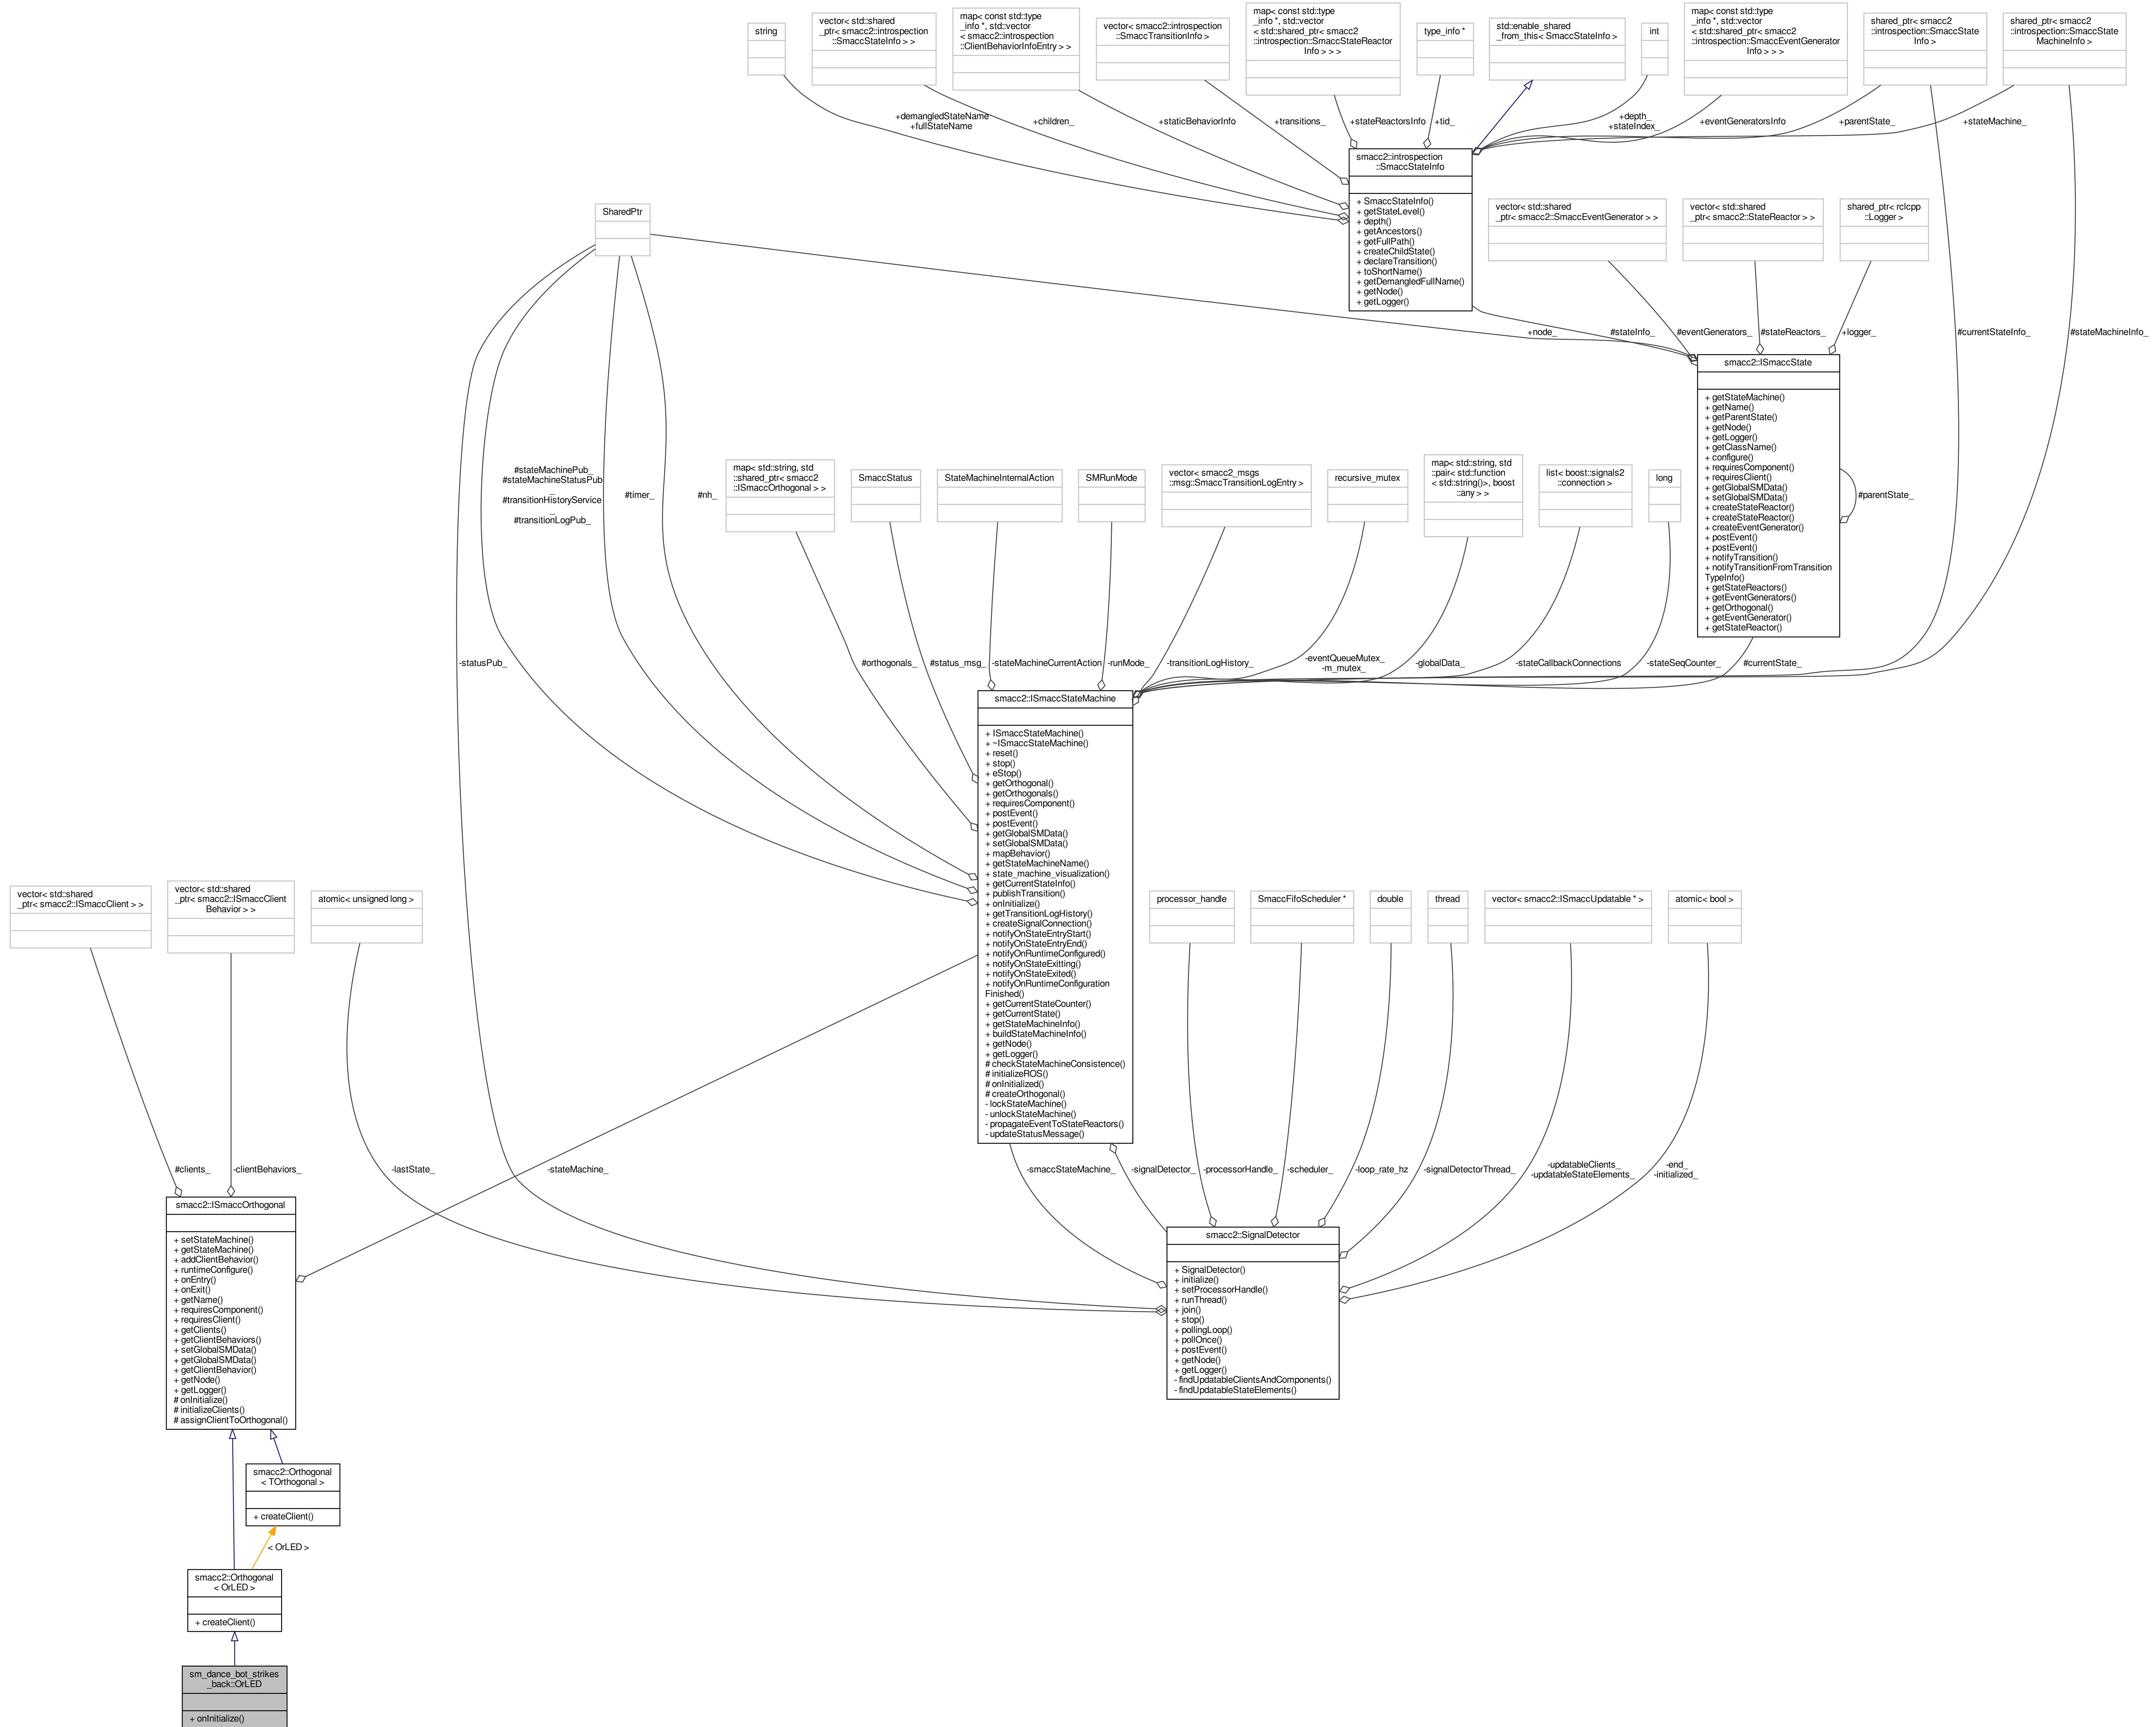 string
vector< std::shared
_ptr< smacc2::introspection
::SmaccStateInfo > >
map< const std::type
_info *, std::vector
< smacc2::introspection
::ClientBehaviorInfoEntry > >
vector< smacc2::introspection
::SmaccTransitionInfo >
map< const std::type
_info *, std::vector
< std::shared_ptr< smacc2
::introspection::SmaccStateReactor
Info > > >
type_info *
std::enable_shared
_from_this< SmaccStateInfo >
int
map< const std::type
_info *, std::vector
< std::shared_ptr< smacc2
::introspection::SmaccEventGenerator
Info > > >
shared_ptr< smacc2
::introspection::SmaccState
Info >
shared_ptr< smacc2
::introspection::SmaccState
MachineInfo >
+demangledStateName
+fullStateName
+children_
+staticBehaviorInfo
+transitions_
+stateReactorsInfo
+tid_
+depth_
+stateIndex_
+eventGeneratorsInfo
+parentState_
+stateMachine_
smacc2::introspection
::SmaccStateInfo
+ SmaccStateInfo()
+ getStateLevel()
+ depth()
+ getAncestors()
+ getFullPath()
+ createChildState()
+ declareTransition()
+ toShortName()
+ getDemangledFullName()
+ getNode()
+ getLogger()
SharedPtr
vector< std::shared
_ptr< smacc2::SmaccEventGenerator > >
vector< std::shared
_ptr< smacc2::StateReactor > >
shared_ptr< rclcpp
::Logger >
+node_
#stateInfo_
#eventGenerators_
#stateReactors_
+logger_
#currentStateInfo_
#stateMachineInfo_
smacc2::ISmaccState
+ getStateMachine()
+ getName()
+ getParentState()
+ getNode()
+ getLogger()
+ getClassName()
+ configure()
+ requiresComponent()
+ requiresClient()
+ getGlobalSMData()
+ setGlobalSMData()
+ createStateReactor()
+ createStateReactor()
+ createEventGenerator()
+ postEvent()
+ postEvent()
+ notifyTransition()
+ notifyTransitionFromTransition
TypeInfo()
+ getStateReactors()
+ getEventGenerators()
+ getOrthogonal()
+ getEventGenerator()
+ getStateReactor()
#parentState_
#stateMachinePub_
#stateMachineStatusPub
_
#transitionHistoryService
_
#transitionLogPub_
#timer_
#nh_
map< std::string, std
::shared_ptr< smacc2
::ISmaccOrthogonal > >
SmaccStatus
StateMachineInternalAction
SMRunMode
vector< smacc2_msgs
::msg::SmaccTransitionLogEntry >
recursive_mutex
map< std::string, std
::pair< std::function
< std::string()>, boost
::any > >
list< boost::signals2
::connection >
long
-statusPub_
#orthogonals_
#status_msg_
-stateMachineCurrentAction
-runMode_
-transitionLogHistory_
-eventQueueMutex_
-m_mutex_
-globalData_
-stateCallbackConnections
-stateSeqCounter_
#currentState_
smacc2::ISmaccStateMachine
+ ISmaccStateMachine()
+ ~ISmaccStateMachine()
+ reset()
+ stop()
+ eStop()
+ getOrthogonal()
+ getOrthogonals()
+ requiresComponent()
+ postEvent()
+ postEvent()
+ getGlobalSMData()
+ setGlobalSMData()
+ mapBehavior()
+ getStateMachineName()
+ state_machine_visualization()
+ getCurrentStateInfo()
+ publishTransition()
+ onInitialize()
+ getTransitionLogHistory()
+ createSignalConnection()
+ notifyOnStateEntryStart()
+ notifyOnStateEntryEnd()
+ notifyOnRuntimeConfigured()
+ notifyOnStateExitting()
+ notifyOnStateExited()
+ notifyOnRuntimeConfiguration
Finished()
+ getCurrentStateCounter()
+ getCurrentState()
+ getStateMachineInfo()
+ buildStateMachineInfo()
+ getNode()
+ getLogger()
# checkStateMachineConsistence()
# initializeROS()
# onInitialized()
# createOrthogonal()
- lockStateMachine()
- unlockStateMachine()
- propagateEventToStateReactors()
- updateStatusMessage()
vector< std::shared
_ptr< smacc2::ISmaccClient > >
vector< std::shared
_ptr< smacc2::ISmaccClient
Behavior > >
atomic< unsigned long >
processor_handle
SmaccFifoScheduler *
double
thread
vector< smacc2::ISmaccUpdatable * >
atomic< bool >
#clients_
-clientBehaviors_
-lastState_
-stateMachine_
-smaccStateMachine_
-signalDetector_
-processorHandle_
-scheduler_
-loop_rate_hz
-signalDetectorThread_
-updatableClients_
-updatableStateElements_
-end_
-initialized_
smacc2::ISmaccOrthogonal
+ setStateMachine()
+ getStateMachine()
+ addClientBehavior()
+ runtimeConfigure()
+ onEntry()
+ onExit()
+ getName()
+ requiresComponent()
+ requiresClient()
+ getClients()
+ getClientBehaviors()
+ setGlobalSMData()
+ getGlobalSMData()
+ getClientBehavior()
+ getNode()
+ getLogger()
# onInitialize()
# initializeClients()
# assignClientToOrthogonal()
smacc2::SignalDetector
+ SignalDetector()
+ initialize()
+ setProcessorHandle()
+ runThread()
+ join()
+ stop()
+ pollingLoop()
+ pollOnce()
+ postEvent()
+ getNode()
+ getLogger()
- findUpdatableClientsAndComponents()
- findUpdatableStateElements()
smacc2::Orthogonal
< TOrthogonal >
+ createClient()
< OrLED >
smacc2::Orthogonal
< OrLED >
+ createClient()
sm_dance_bot_strikes
_back::OrLED
+ onInitialize()